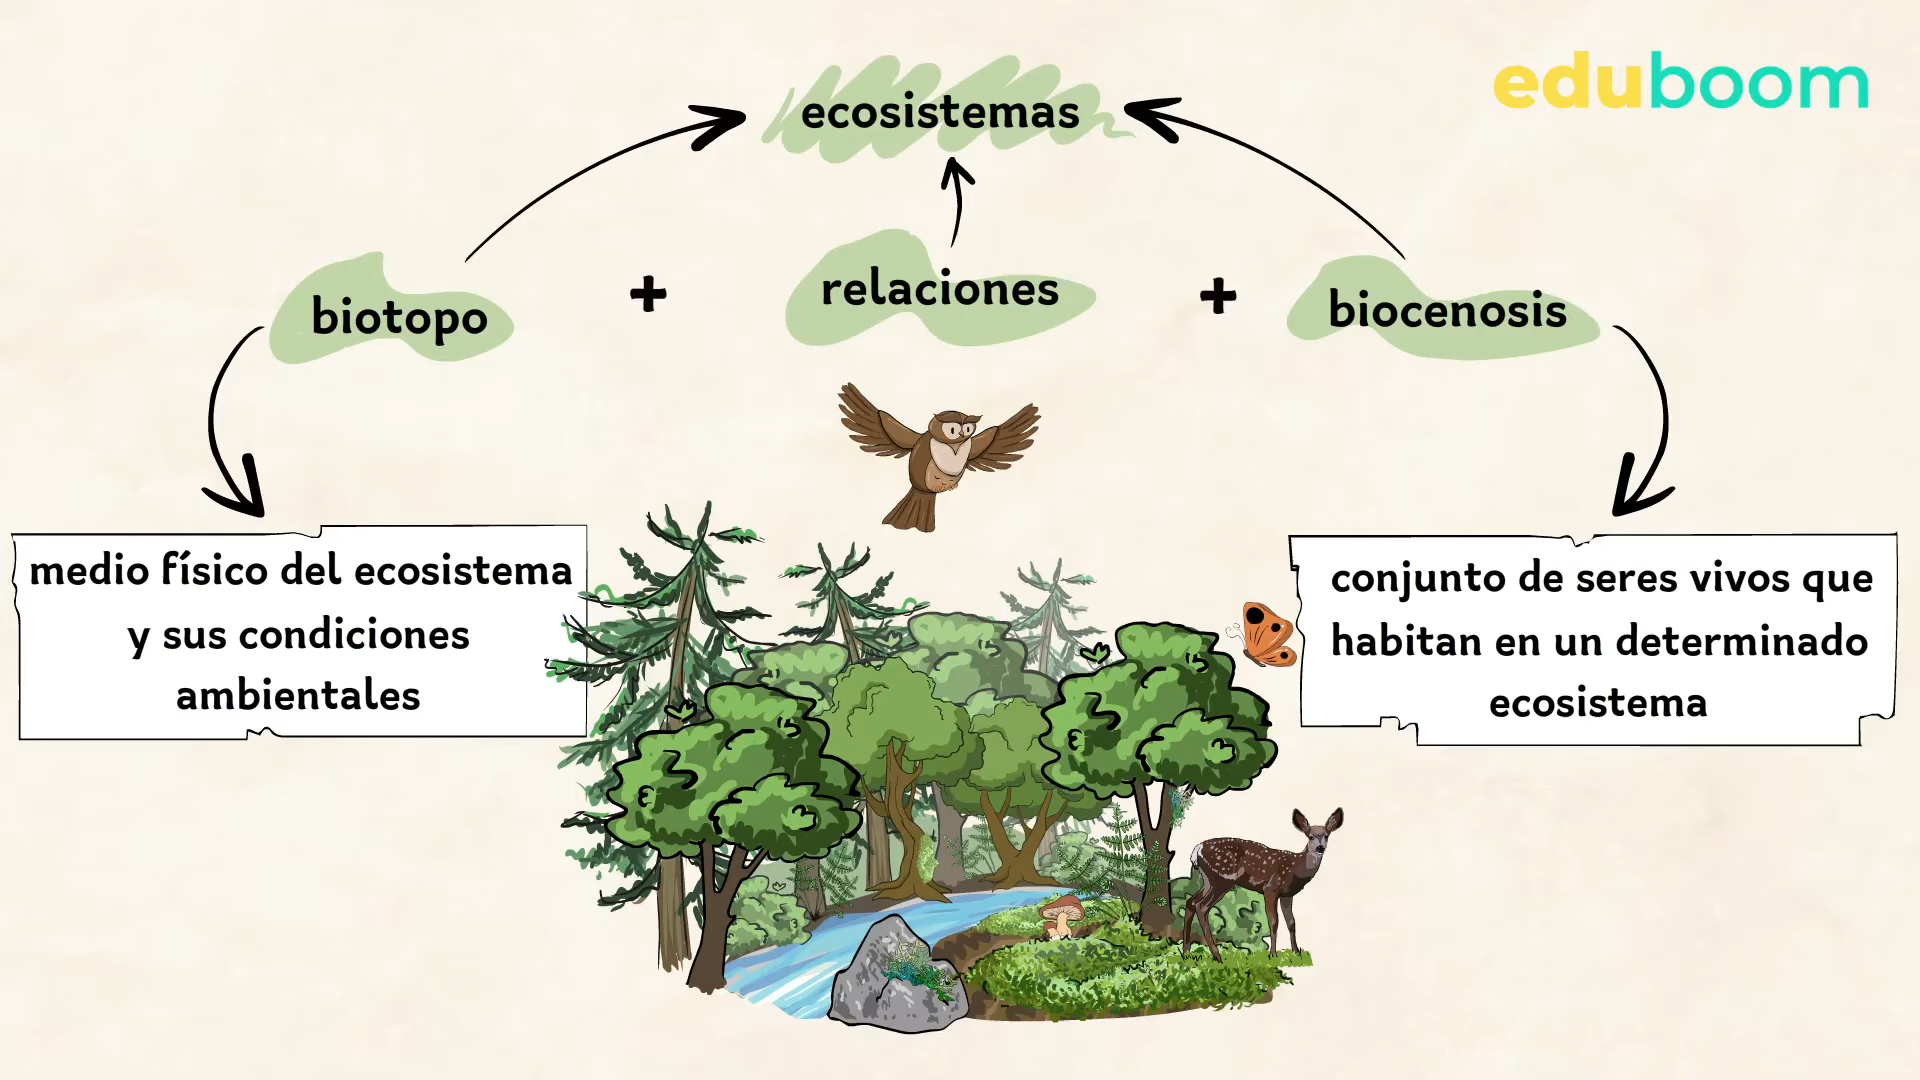 eduboom
ecosistemas
biotopo
+
relaciones
+
biocenosis
medio físico del ecosistema
y sus condiciones
ambientales
conjunto de seres vivos que
habitan en un determinado
ecosistema